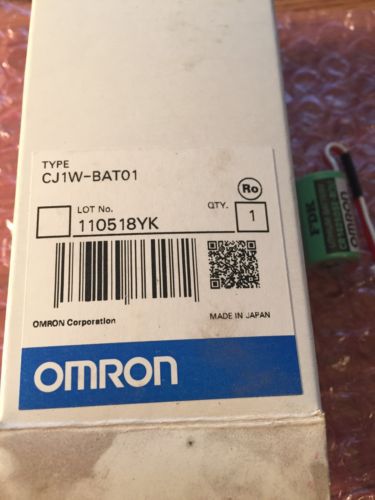 TYPE
CJ1W-BAT01
Ro
LOT No.
QTY.
110518YK
1
OMRON Corporation
MADE IN JAPAN
OMRON
FDK
OMRON